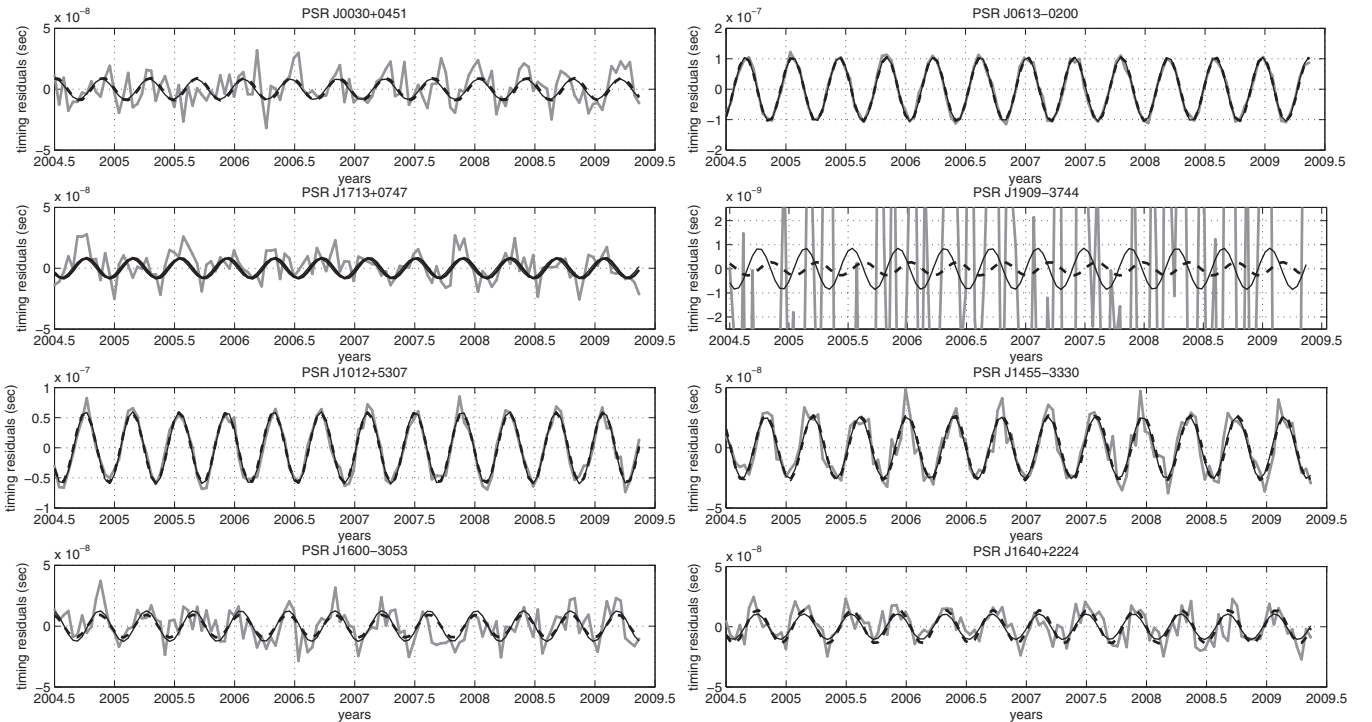 PSR J0030+0451
x 10⁻⁸
timing residuals (sec)
5
0
−5
2004.5 2005 2005.5 2006 2006.5 2007 2007.5 2008 2008.5 2009 2009.5
years
PSR J0613−0200
x 10⁻⁷
timing residuals (sec)
2
1
0
−1
−2
2004.5 2005 2005.5 2006 2006.5 2007 2007.5 2008 2008.5 2009 2009.5
years
PSR J1713+0747
x 10⁻⁸
timing residuals (sec)
5
0
−5
2004.5 2005 2005.5 2006 2006.5 2007 2007.5 2008 2008.5 2009 2009.5
years
PSR J1909−3744
x 10⁻⁹
timing residuals (sec)
2
1
0
−1
−2
2004.5 2005 2005.5 2006 2006.5 2007 2007.5 2008 2008.5 2009 2009.5
years
PSR J1012+5307
x 10⁻⁷
timing residuals (sec)
1
0.5
0
−0.5
−1
2004.5 2005 2005.5 2006 2006.5 2007 2007.5 2008 2008.5 2009 2009.5
years
PSR J1455−3330
x 10⁻⁸
timing residuals (sec)
5
0
−5
2004.5 2005 2005.5 2006 2006.5 2007 2007.5 2008 2008.5 2009 2009.5
years
PSR J1600−3053
x 10⁻⁸
timing residuals (sec)
5
0
−5
2004.5 2005 2005.5 2006 2006.5 2007 2007.5 2008 2008.5 2009 2009.5
years
PSR J1640+2224
x 10⁻⁸
timing residuals (sec)
5
0
−5
2004.5 2005 2005.5 2006 2006.5 2007 2007.5 2008 2008.5 2009 2009.5
years